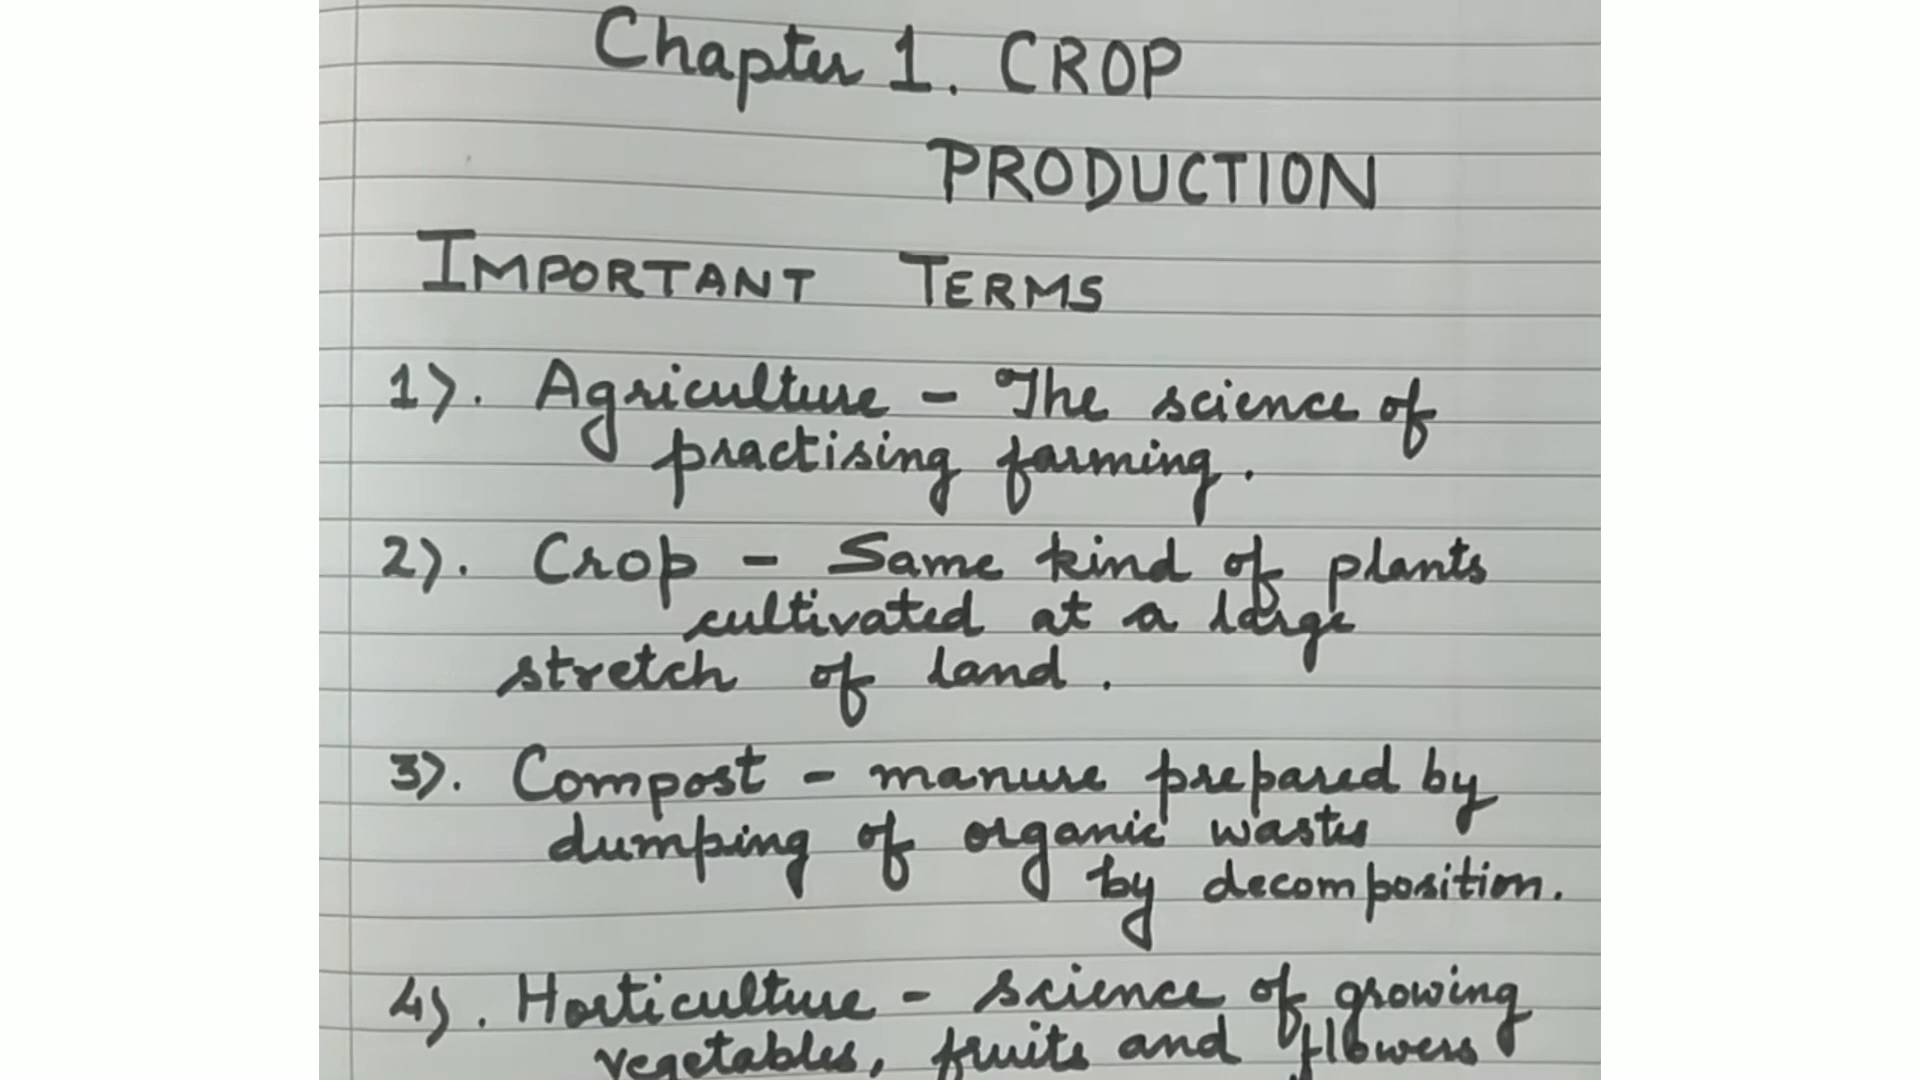 Chapter 1. CROP
PRODUCTION
IMPORTANT TERMS
1). Agriculture - The science of
practising farming.
2). Crop - Same kind of plants
cultivated at a large
stretch of land.
3). Compost - manure prepared by
dumping of organic wastes
by decomposition.
4). Horticulture - science of growing
vegetables, fruits and flowers